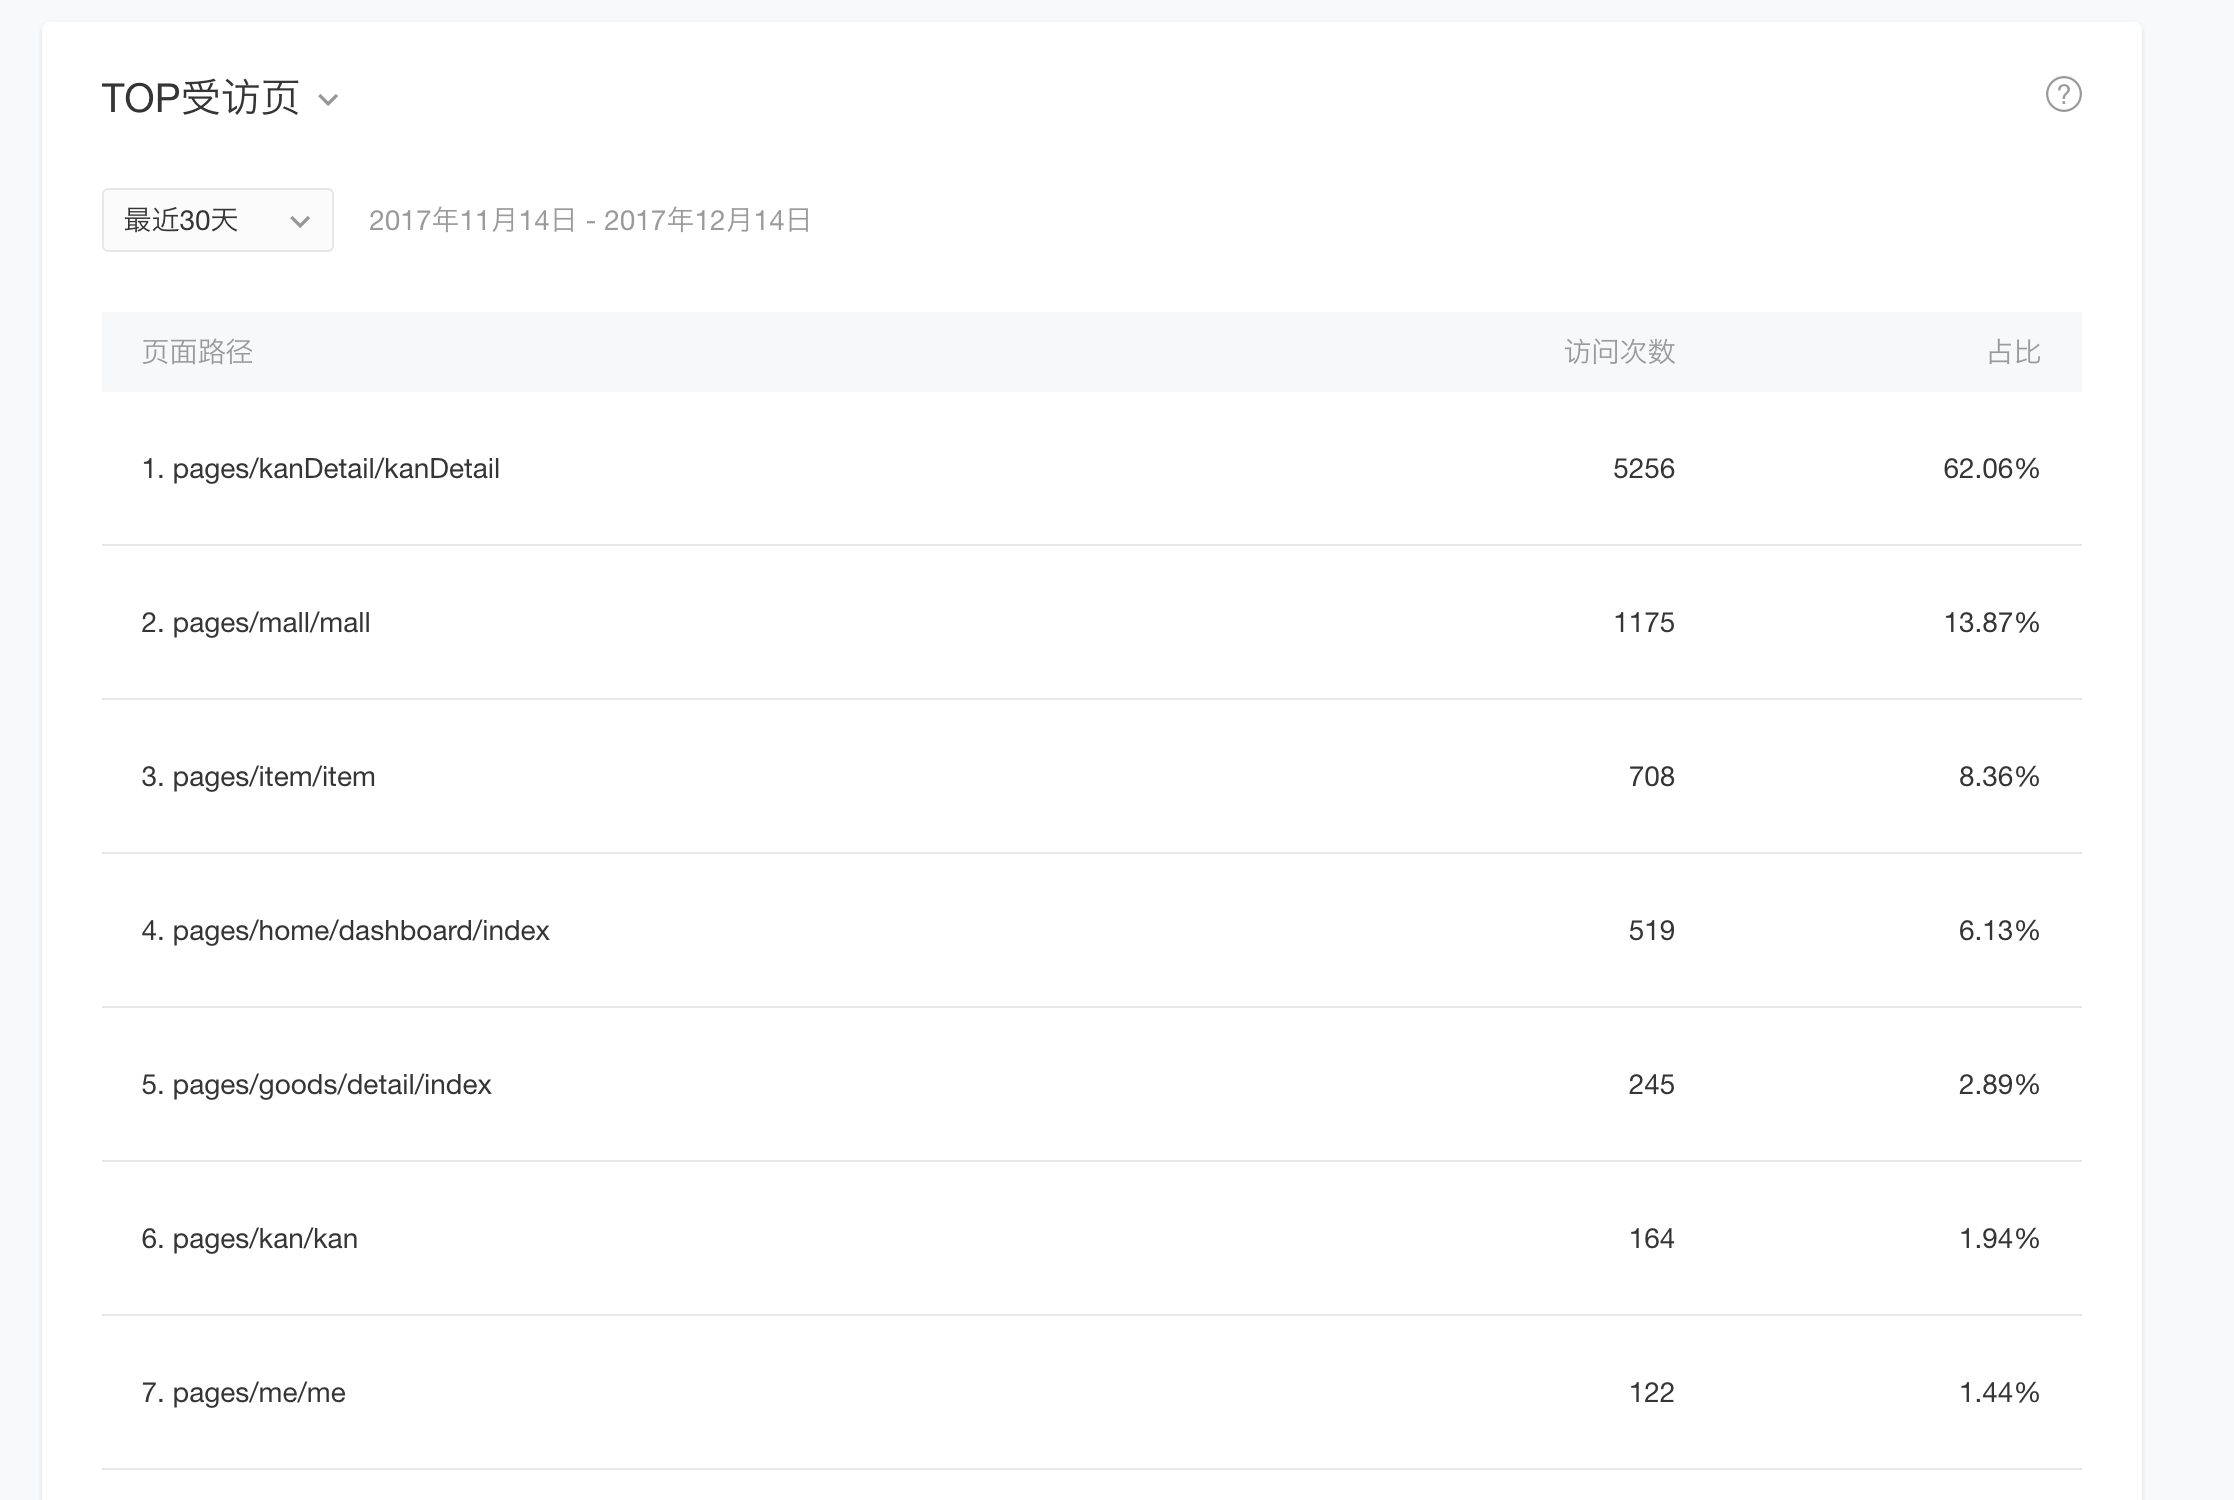 TOP受访页
?
最近30天 2017年11月14日 - 2017年12月14日
页面路径 访问次数 占比
1. pages/kanDetail/kanDetail 5256 62.06%
2. pages/mall/mall 1175 13.87%
3. pages/item/item 708 8.36%
4. pages/home/dashboard/index 519 6.13%
5. pages/goods/detail/index 245 2.89%
6. pages/kan/kan 164 1.94%
7. pages/me/me 122 1.44%